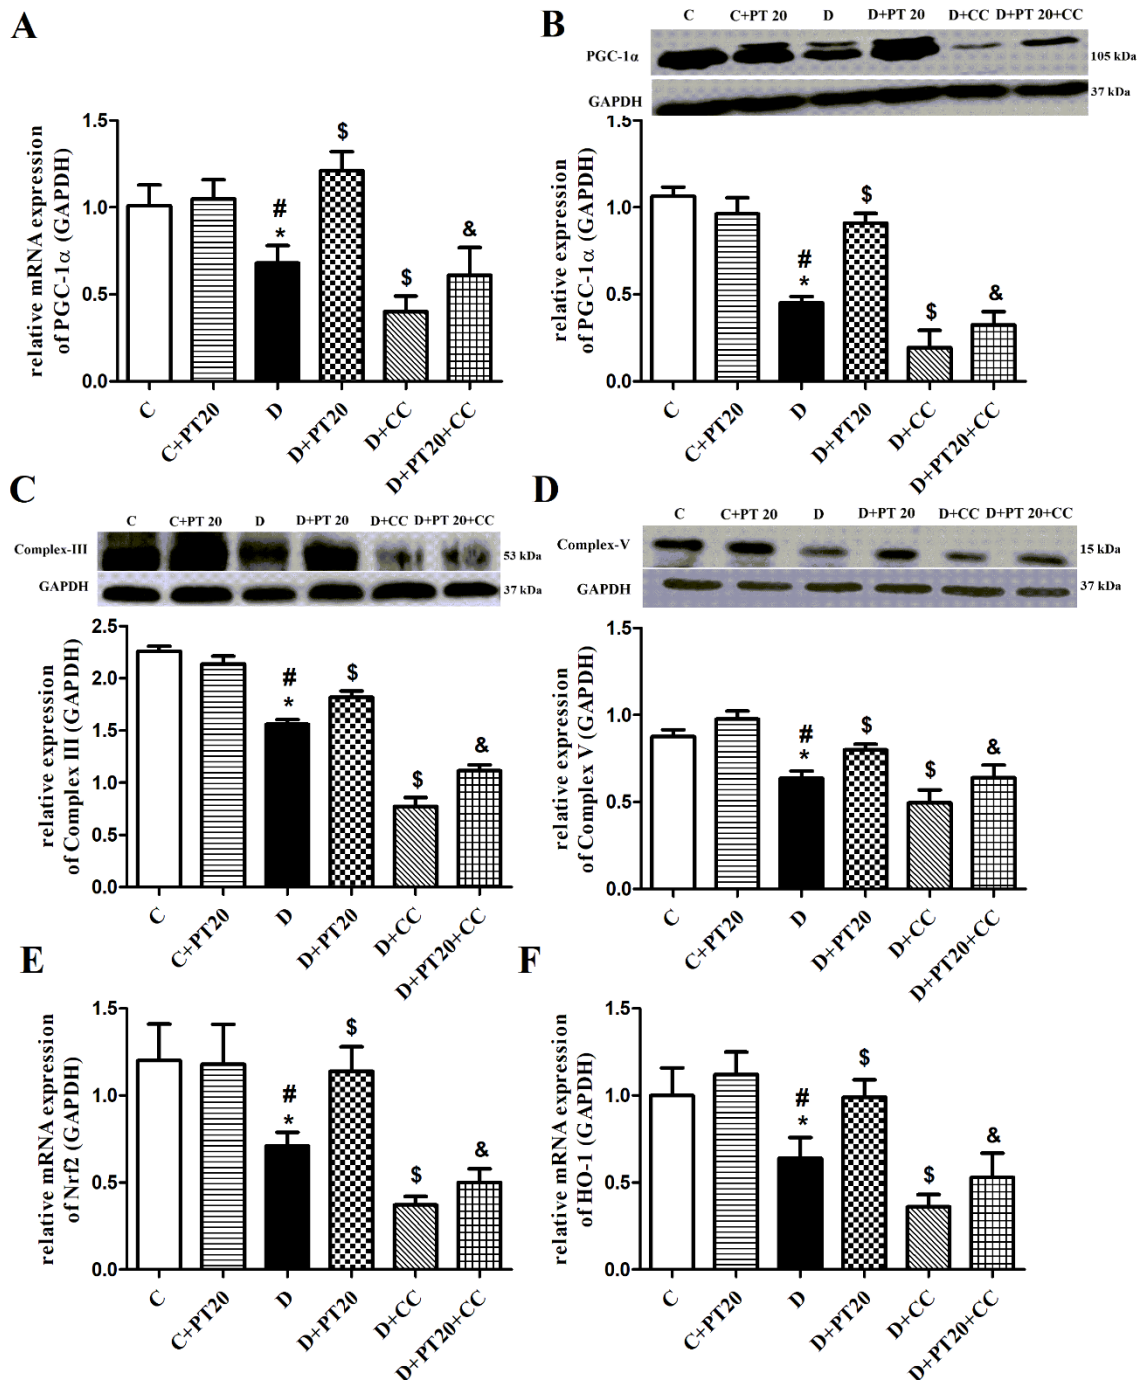 A
relative mRNA expression
of PGC-1α (GAPDH)
1.5
1.0
0.5
0.0
#
*
$
$
&
C
C+PT20
D
D+PT20
D+CC
D+PT20+CC
B
C
C+PT 20
D
D+PT 20
D+CC
D+PT 20+CC
PGC-1α
105 kDa
GAPDH
37 kDa
relative expression
of PGC-1α (GAPDH)
1.5
1.0
0.5
0.0
#
*
$
$
&
C
C+PT20
D
D+PT20
D+CC
D+PT20+CC
C
C
C+PT 20
D
D+PT 20
D+CC
D+PT 20+CC
Complex-III
53 kDa
GAPDH
37 kDa
relative expression
of Complex III (GAPDH)
2.5
2.0
1.5
1.0
0.5
0.0
#
*
$
$
&
C
C+PT20
D
D+PT20
D+CC
D+PT20+CC
D
C
C+PT 20
D
D+PT 20
D+CC
D+PT 20+CC
Complex-V
15 kDa
GAPDH
37 kDa
relative expression
of Complex V (GAPDH)
1.5
1.0
0.5
0.0
#
*
$
$
&
C
C+PT20
D
D+PT20
D+CC
D+PT20+CC
E
relative mRNA expression
of Nrf2 (GAPDH)
1.5
1.0
0.5
0.0
#
*
$
$
&
C
C+PT20
D
D+PT20
D+CC
D+PT20+CC
F
relative mRNA expression
of HO-1 (GAPDH)
1.5
1.0
0.5
0.0
#
*
$
$
&
C
C+PT20
D
D+PT20
D+CC
D+PT20+CC